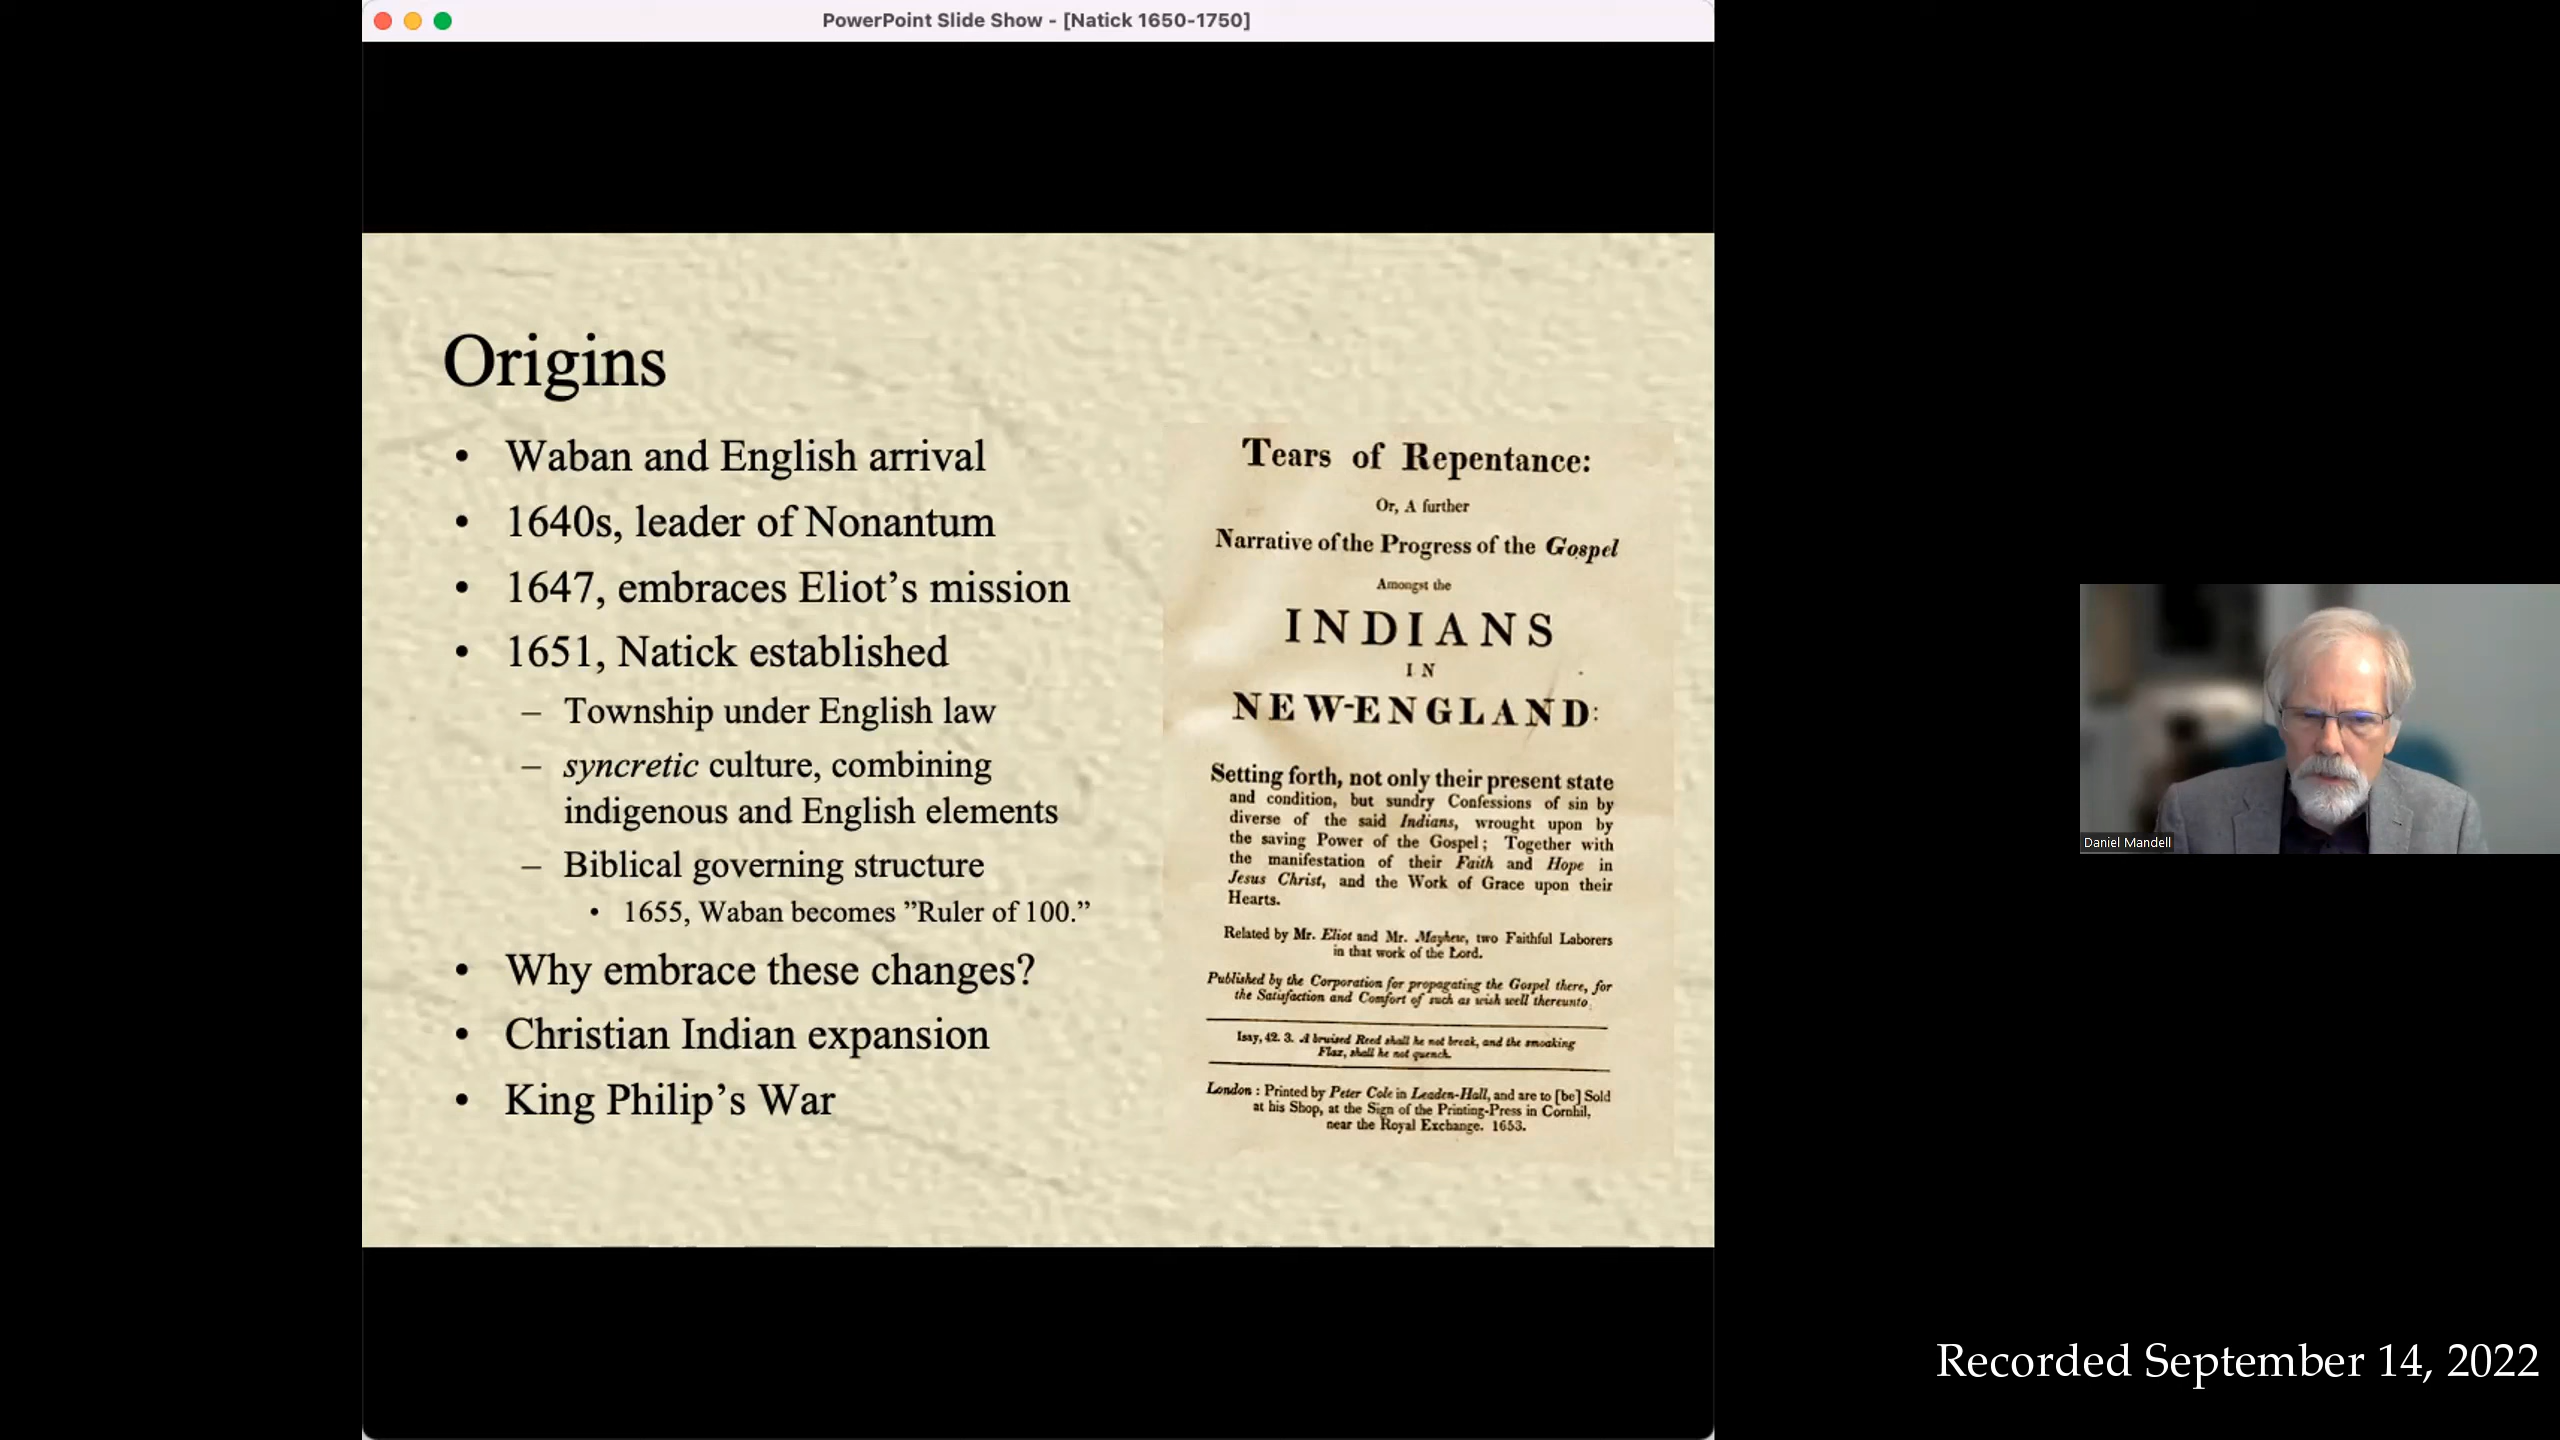 PowerPoint Slide Show - [Natick 1650-1750]
Origins
• Waban and English arrival
• 1640s, leader of Nonantum
• 1647, embraces Eliot’s mission
• 1651, Natick established
– Township under English law
– syncretic culture, combining
indigenous and English elements
– Biblical governing structure
• 1655, Waban becomes ”Ruler of 100.”
• Why embrace these changes?
• Christian Indian expansion
• King Philip’s War
Tears of Repentance:
Or, A further
Narrative of the Progress of the Gospel
Amongst the
INDIANS
IN
NEW-ENGLAND:
Setting forth, not only their present state
and condition, but sundry Confessions of sin by
diverse of the said Indians, wrought upon by
the saving Power of the Gospel; Together with
the manifestation of their Faith and Hope in
Jesus Christ, and the Work of Grace upon their
Hearts.
Related by Mr. Eliot and Mr. Mayhew, two Faithful Laborers
in that work of the Lord.
Published by the Corporation for propagating the Gospel there, for
the Satisfaction and Comfort of such as wish well thereunto.
Isay, 42. 3. A bruised Reed shall he not break, and the smoaking
Flax, shall he not quench.
London: Printed by Peter Cole in Leaden-Hall, and are to [be] Sold
at his Shop, at the Sign of the Printing-Press in Cornhil,
near the Royal Exchange. 1653.
Daniel Mandell
Recorded September 14, 2022